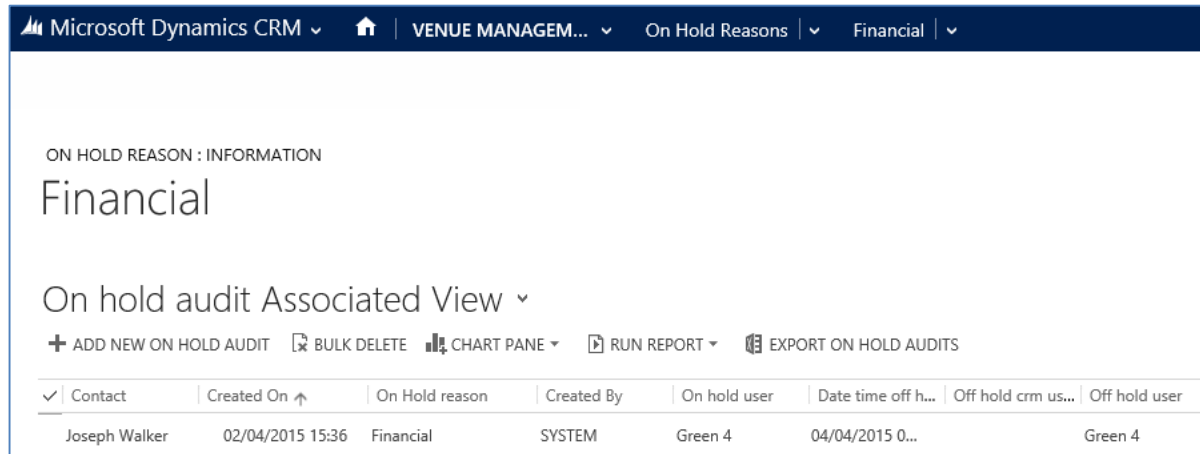 Microsoft Dynamics CRM VENUE MANAGEM... On Hold Reasons Financial
ON HOLD REASON : INFORMATION
Financial
On hold audit Associated View
ADD NEW ON HOLD AUDIT BULK DELETE CHART PANE RUN REPORT EXPORT ON HOLD AUDITS
Contact Created On On Hold reason Created By On hold user Date time off h... Off hold crm us... Off hold user
Joseph Walker 02/04/2015 15:36 Financial SYSTEM Green 4 04/04/2015 0... Green 4